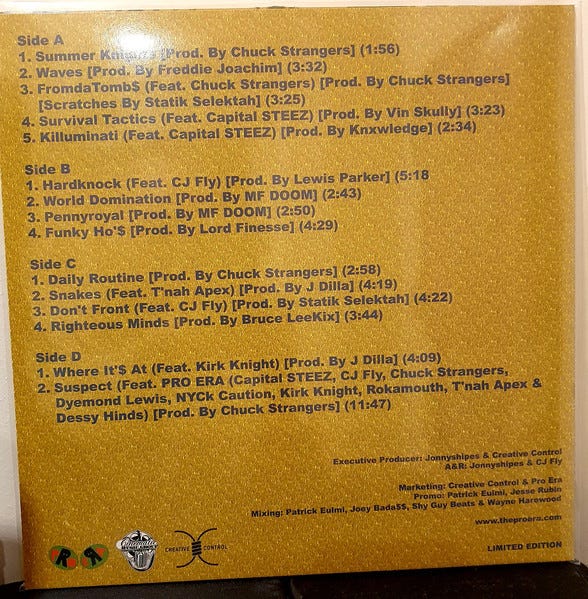 Side A
1. Summer [Prod. By Chuck Strangers] (1:56)
2. Waves [Prod. By Freddie Joachim] (3:32)
3. FromdaTomb$ (Feat. Chuck Strangers) [Prod. By Chuck Strangers]
[Scratches By Statik Selektah] (3:25)
4. Survival Tactics (Feat. Capital STEEZ) [Prod. By Vin Skully] (3:23)
5. Killuminati (Feat. Capital STEEZ) [Prod. By Knxwledge] (2:34)
Side B
1. Hardknock (Feat. CJ Fly) [Prod. By Lewis Parker] (5:18
2. World Domination [Prod. By MF DOOM] (2:43)
3. Pennyroyal [Prod. By MF DOOM] (2:50)
4. Funky Ho'$ [Prod. By Lord Finesse] (4:29)
Side C
1. Daily Routine [Prod. By Chuck Strangers] (2:58)
2. Snakes (Feat. T'nah Apex) [Prod. By J Dilla] (4:19)
3. Don't Front (Feat. CJ Fly) [Prod. By Statik Selektah] (4:22)
4. Righteous Minds [Prod. By Bruce LeeKix] (3:44)
Side D
1. Where It'$ At (Feat. Kirk Knight) [Prod. By J Dilla] (4:09)
2. Suspect (Feat. PRO ERA (Capital STEEZ, CJ Fly, Chuck Strangers,
Dyemond Lewis, NYCk Caution, Kirk Knight, Rokamouth, T'nah Apex &
Dessy Hinds) [Prod. By Chuck Strangers] (11:47)
Executive Producer: Jonnyshipes & Creative Control
A&R: Jonnyshipes & CJ Fly
Marketing: Creative Control & Pro Era
Promo: Patrick Eulmi, Jesse Rubin
Mixing: Patrick Eulmi, Joey Bada$$, Shy Guy Beats & Wayne Harewood
www.theproera.com
R R
Cinematic
CREATIVE CONTROL
LIMITED EDITION